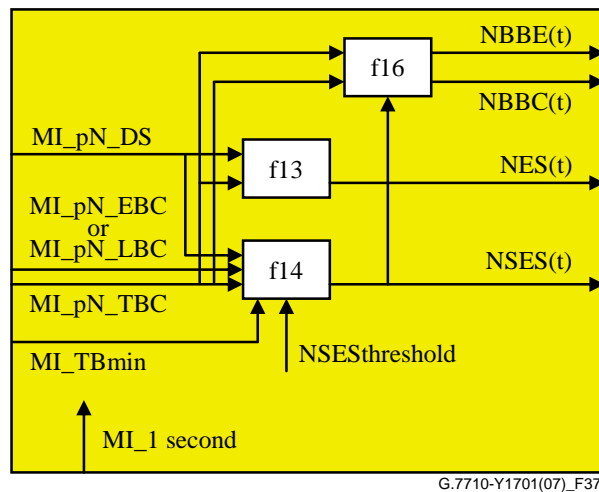 NBBE(t)
f16
NBBC(t)
MI_pN_DS
f13
NES(t)
MI_pN_EBC
or
MI_pN_LBC
f14
NSES(t)
MI_pN_TBC
MI_TBmin
NSESthreshold
MI_1 second
G.7710-Y1701(07)_F37